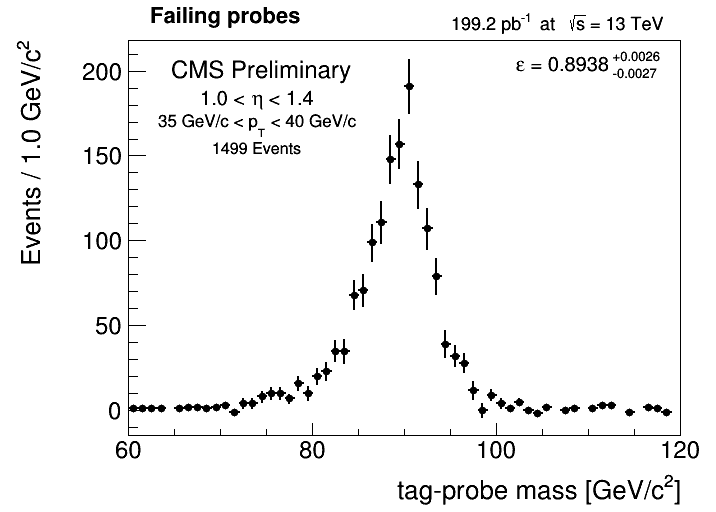 Failing probes
199.2 pb⁻¹ at √s = 13 TeV
CMS Preliminary
ε = 0.8938 +0.0026 -0.0027
1.0 < η < 1.4
35 GeV/c < p_T < 40 GeV/c
1499 Events
Events / 1.0 GeV/c²
200
150
100
50
0
60 80 100 120
tag-probe mass [GeV/c²]